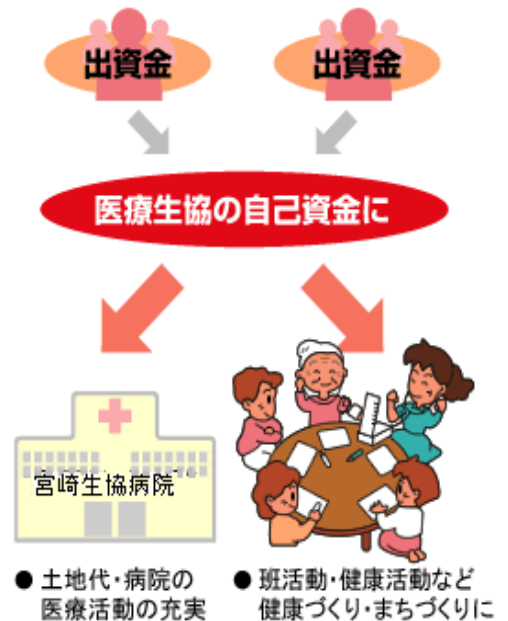 出資金
出資金
医療生協の自己資金に
宮崎生協病院
● 土地代・病院の
医療活動の充実
● 班活動・健康活動など
健康づくり・まちづくりに